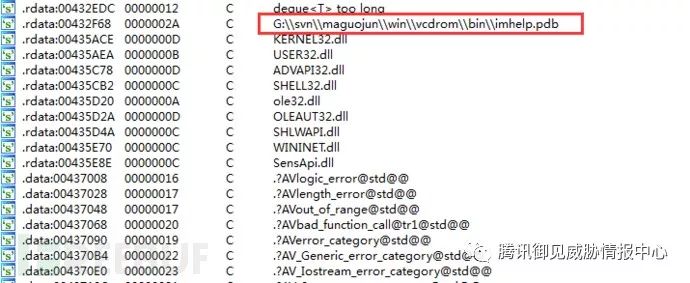 .rdata:00432EDC 00000012 C deque<T> too long
.rdata:00432F68 0000002A C G:\\svn\\maguojun\\win\\vcdrom\\bin\\imhelp.pdb
.rdata:00435ACE 0000000D C KERNEL32.dll
.rdata:00435AEA 0000000B C USER32.dll
.rdata:00435C78 0000000D C ADVAPI32.dll
.rdata:00435CB2 0000000C C SHELL32.dll
.rdata:00435D20 0000000A C ole32.dll
.rdata:00435D2A 0000000D C OLEAUT32.dll
.rdata:00435D4A 0000000C C SHLWAPI.dll
.rdata:00435E70 0000000C C WININET.dll
.rdata:00435E8E 0000000C C SensApi.dll
.data:00437008 00000016 C .?AVlogic_error@std@@
.data:00437028 00000017 C .?AVlength_error@std@@
.data:00437048 00000017 C .?AVout_of_range@std@@
.data:00437068 00000020 C .?AVbad_function_call@tr1@std@@
.data:00437090 00000019 C .?AVerror_category@std@@
.data:004370B4 00000022 C .?AV_Generic_error_category@std@@
.data:004370E0 00000023 C .?AV_Iostream_error_category@std@@
腾讯御见威胁情报中心